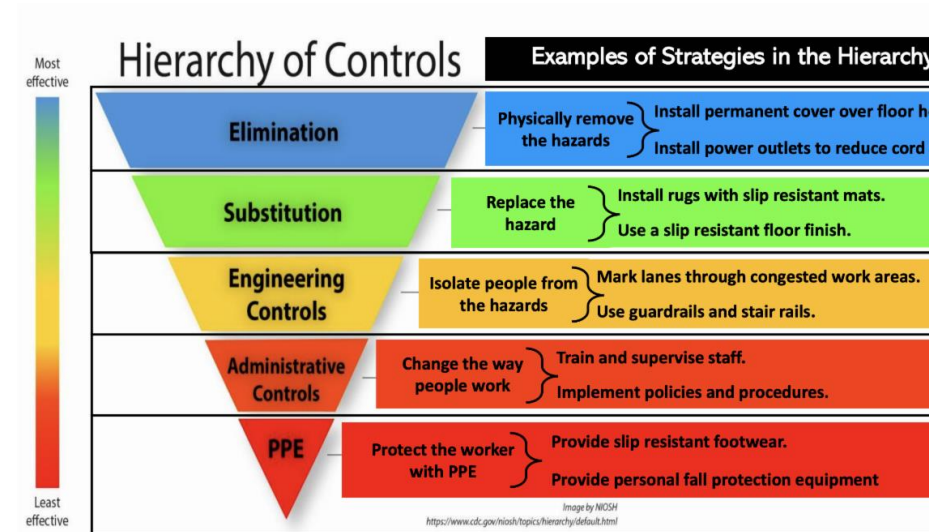 Most
effective
Hierarchy of Controls
Examples of Strategies in the Hierarchy
Elimination
Physically remove
the hazards
Install permanent cover over floor
Install power outlets to reduce cord
Substitution
Replace the
hazard
Install rugs with slip resistant mats.
Use a slip resistant floor finish.
Engineering
Controls
Isolate people from
the hazards
Mark lanes through congested work areas.
Use guardrails and stair rails.
Administrative
Controls
Change the way
people work
Train and supervise staff.
Implement policies and procedures.
PPE
Protect the worker
with PPE
Provide slip resistant footwear.
Provide personal fall protection equipment
Least
effective
Image by NIOSH
https://www.cdc.gov/niosh/topics/hierarchy/default.html